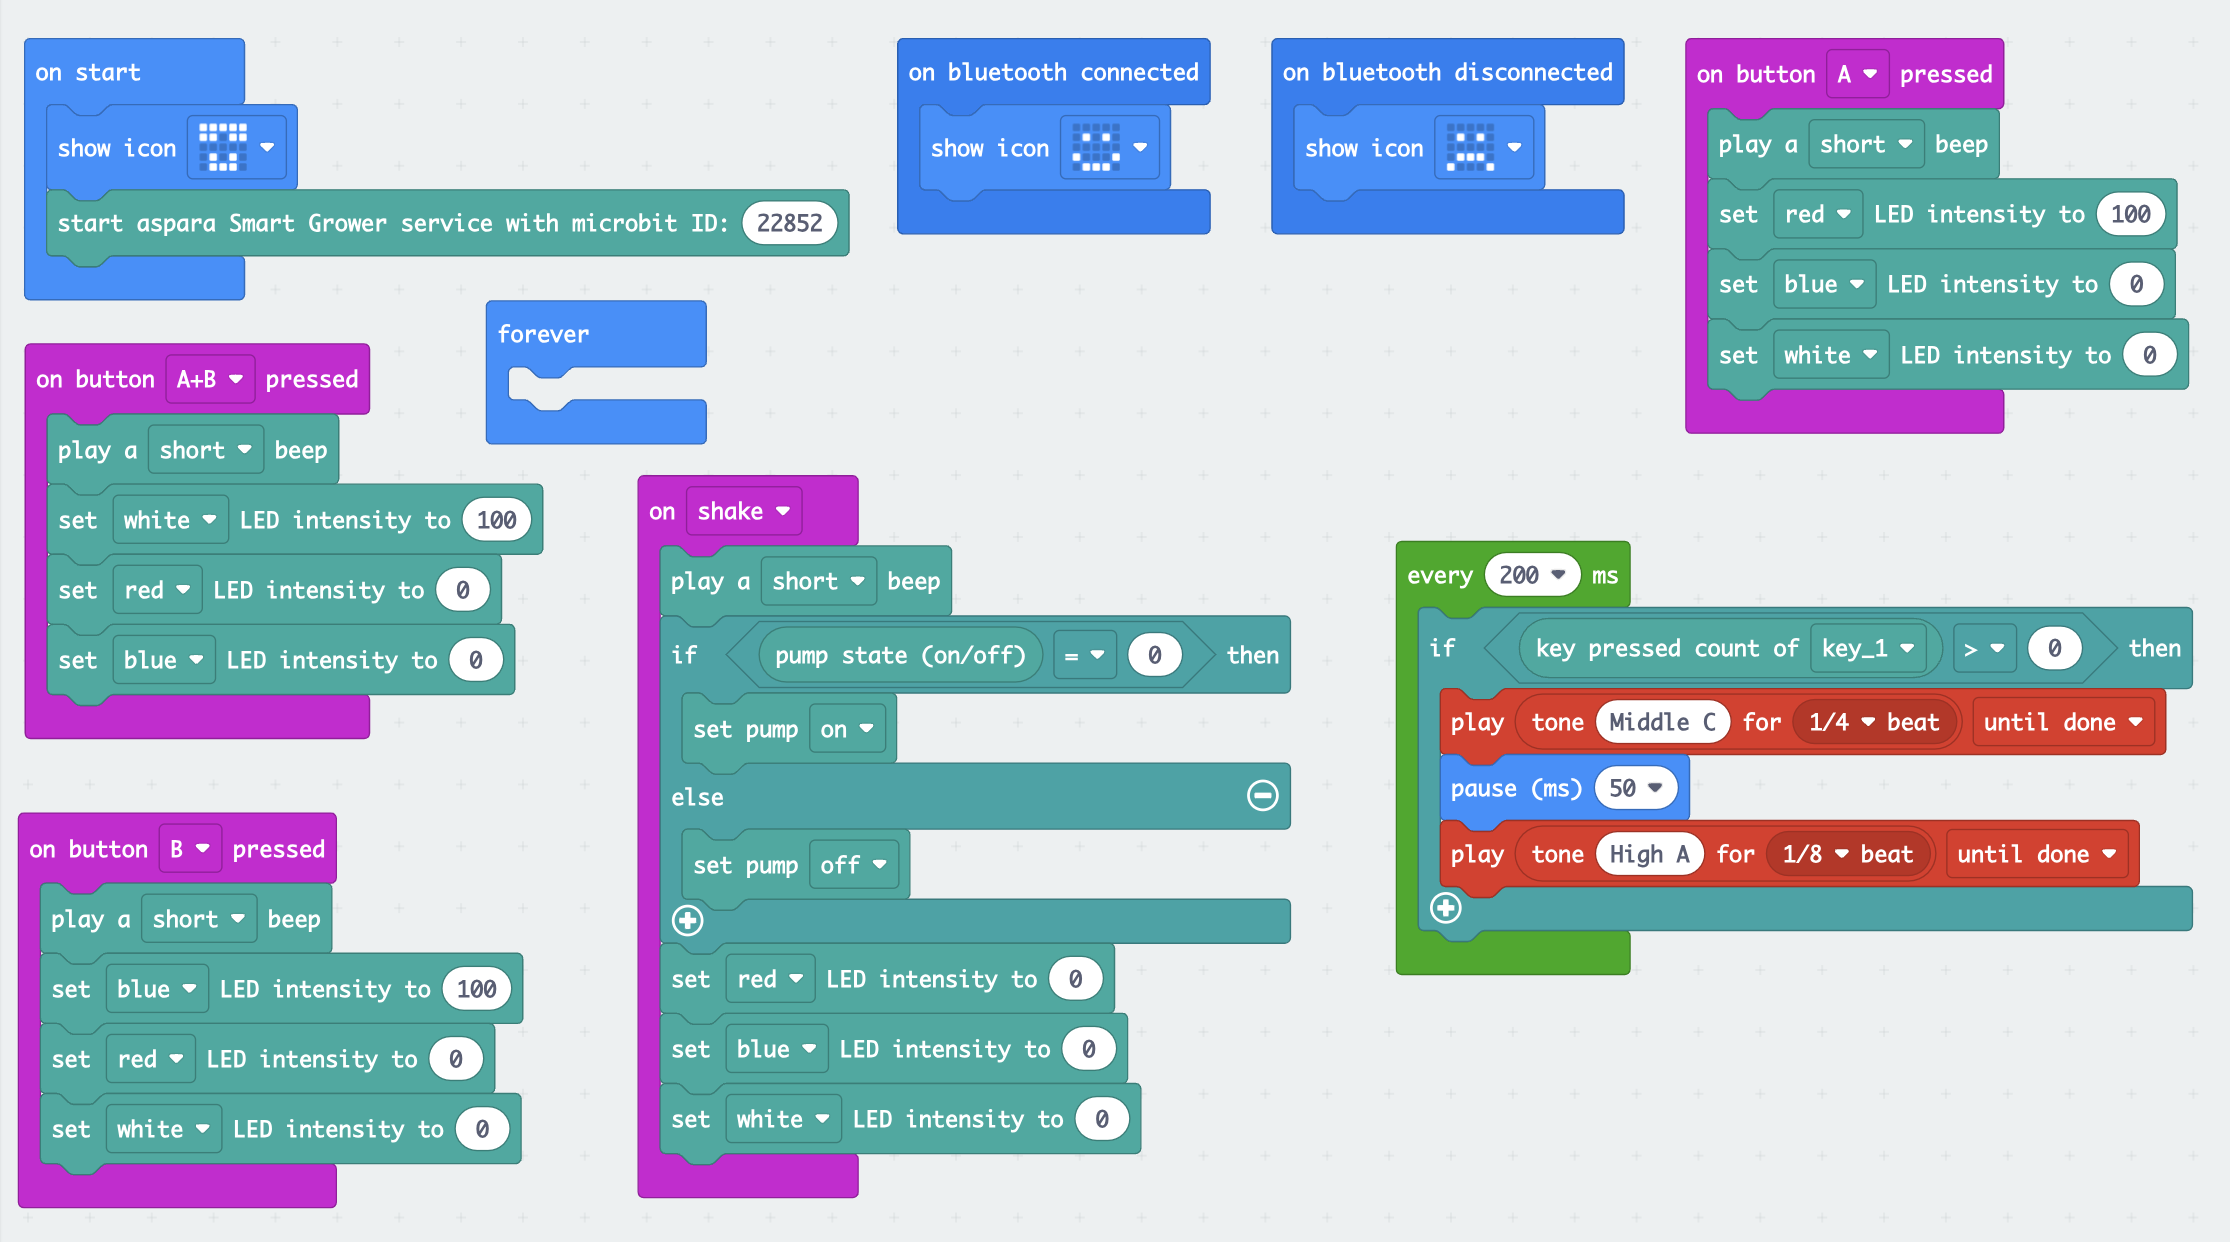 on start
show icon
start aspara Smart Grower service with microbit ID: 22852
on bluetooth connected
show icon
on bluetooth disconnected
show icon
on button A pressed
play a short beep
set red LED intensity to 100
set blue LED intensity to 0
set white LED intensity to 0
forever
on button A+B pressed
play a short beep
set white LED intensity to 100
set red LED intensity to 0
set blue LED intensity to 0
on shake
play a short beep
if pump state (on/off) = 0 then
set pump on
else
set pump off
set red LED intensity to 0
set blue LED intensity to 0
set white LED intensity to 0
every 200 ms
if key pressed count of key_1 > 0 then
play tone Middle C for 1/4 beat until done
pause (ms) 50
play tone High A for 1/8 beat until done
on button B pressed
play a short beep
set blue LED intensity to 100
set red LED intensity to 0
set white LED intensity to 0